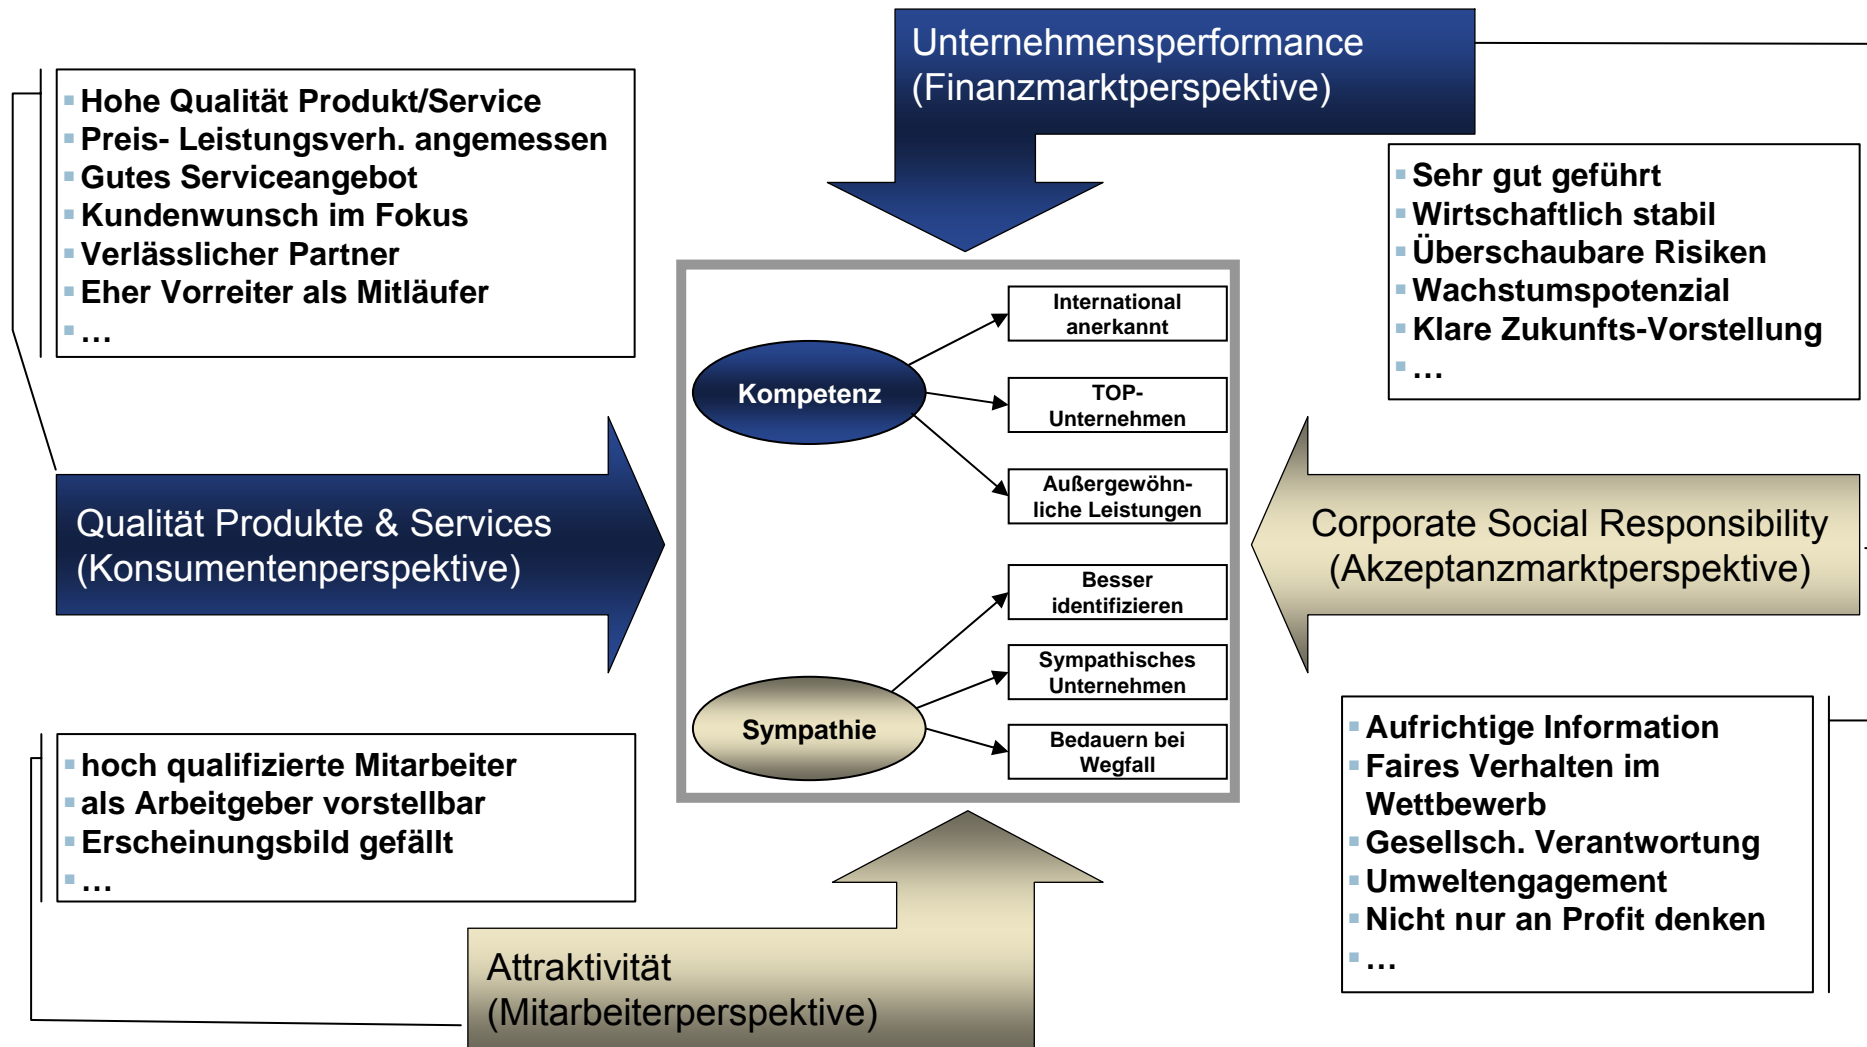 Unternehmensperformance
(Finanzmarktperspektive)
Hohe Qualität Produkt/Service
Preis- Leistungsverh. angemessen
Gutes Serviceangebot
Kundenwunsch im Fokus
Verlässlicher Partner
Eher Vorreiter als Mitläufer
...
Sehr gut geführt
Wirtschaftlich stabil
Überschaubare Risiken
Wachstumspotenzial
Klare Zukunfts-Vorstellung
...
Kompetenz
International
anerkannt
TOP-
Unternehmen
Außergewöhn-
liche Leistungen
Qualität Produkte & Services
(Konsumentenperspektive)
Corporate Social Responsibility
(Akzeptanzmarktperspektive)
Sympathie
Besser
identifizieren
Sympathisches
Unternehmen
Bedauern bei
Wegfall
hoch qualifizierte Mitarbeiter
als Arbeitgeber vorstellbar
Erscheinungsbild gefällt
...
Aufrichtige Information
Faires Verhalten im
Wettbewerb
Gesellsch. Verantwortung
Umweltengagement
Nicht nur an Profit denken
...
Attraktivität
(Mitarbeiterperspektive)